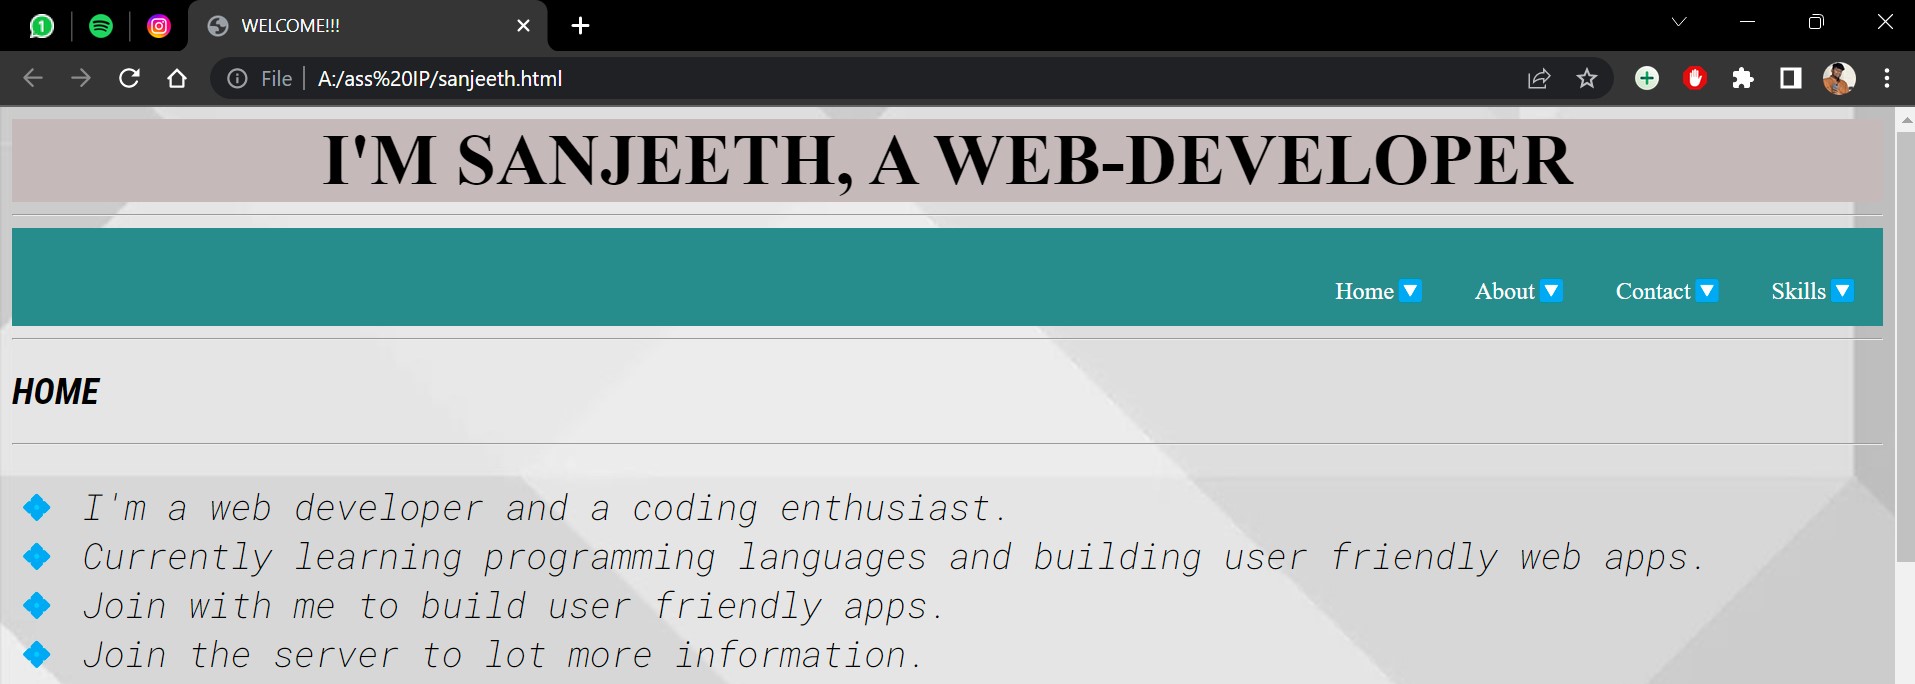 1
WELCOME!!!
File A:/ass%20IP/sanjeeth.html
I'M SANJEETH, A WEB-DEVELOPER
Home🔽 About🔽 Contact🔽 Skills🔽
HOME
💠 I'm a web developer and a coding enthusiast.
💠 Currently learning programming languages and building user friendly web apps.
💠 Join with me to build user friendly apps.
💠 Join the server to lot more information.